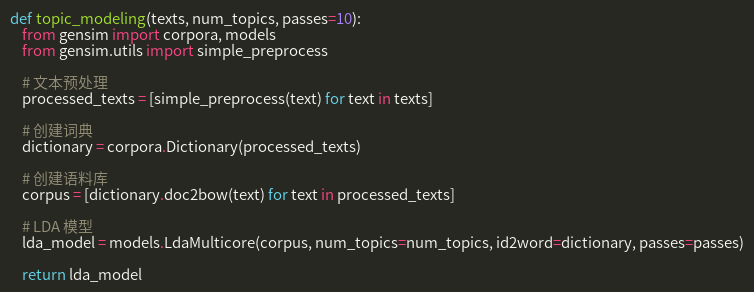 def topic_modeling(texts, num_topics, passes=10):
    from gensim import corpora, models
    from gensim.utils import simple_preprocess

    # 文本预处理
    processed_texts = [simple_preprocess(text) for text in texts]

    # 创建词典
    dictionary = corpora.Dictionary(processed_texts)

    # 创建语料库
    corpus = [dictionary.doc2bow(text) for text in processed_texts]

    # LDA 模型
    lda_model = models.LdaMulticore(corpus, num_topics=num_topics, id2word=dictionary, passes=passes)

    return lda_model